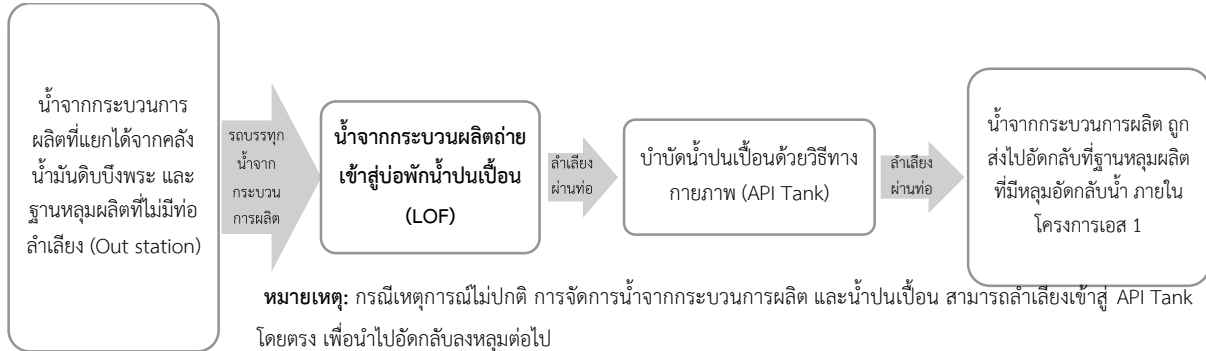 น้ำจากกระบวนการ
ผลิตที่แยกได้จากคลัง
น้ำมันดิบบึงพระ และ
ฐานหลุมผลิตที่ไม่มีท่อ
ลำเลียง (Out station)
รถบรรทุก
น้ำจาก
กระบวน
การผลิต
น้ำจากกระบวนผลิตถ่าย
เข้าสู่บ่อพักน้ำปนเปื้อน
(LOF)
ลำเลียง
ผ่านท่อ
บำบัดน้ำปนเปื้อนด้วยวิธีทาง
กายภาพ (API Tank)
ลำเลียง
ผ่านท่อ
น้ำจากกระบวนการผลิต ถูก
ส่งไปอัดกลับที่ฐานหลุมผลิต
ที่มีหลุมอัดกลับน้ำ ภายใน
โครงการเอส 1
หมายเหตุ: กรณีเหตุการณ์ไม่ปกติ การจัดการน้ำจากกระบวนการผลิต และน้ำปนเปื้อน สามารถลำเลียงเข้าสู่ API Tank
โดยตรง เพื่อนำไปอัดกลับลงหลุมต่อไป